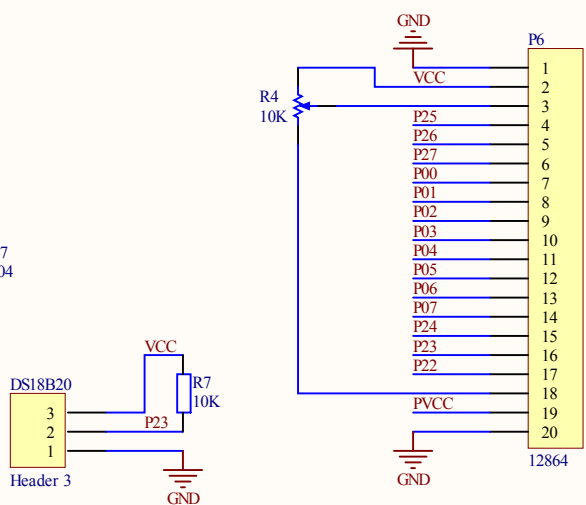 GND
P6
VCC
R4
10K
1
2
3
P25 4
P26 5
P27 6
P00 7
P01 8
P02 9
P03 10
P04 11
P05 12
P06 13
P07 14
P24 15
P23 16
P22 17
18
PVCC 19
20
GND
12864
7
04
VCC
DS18B20
R7
10K
3
2
1
P23
Header 3
GND